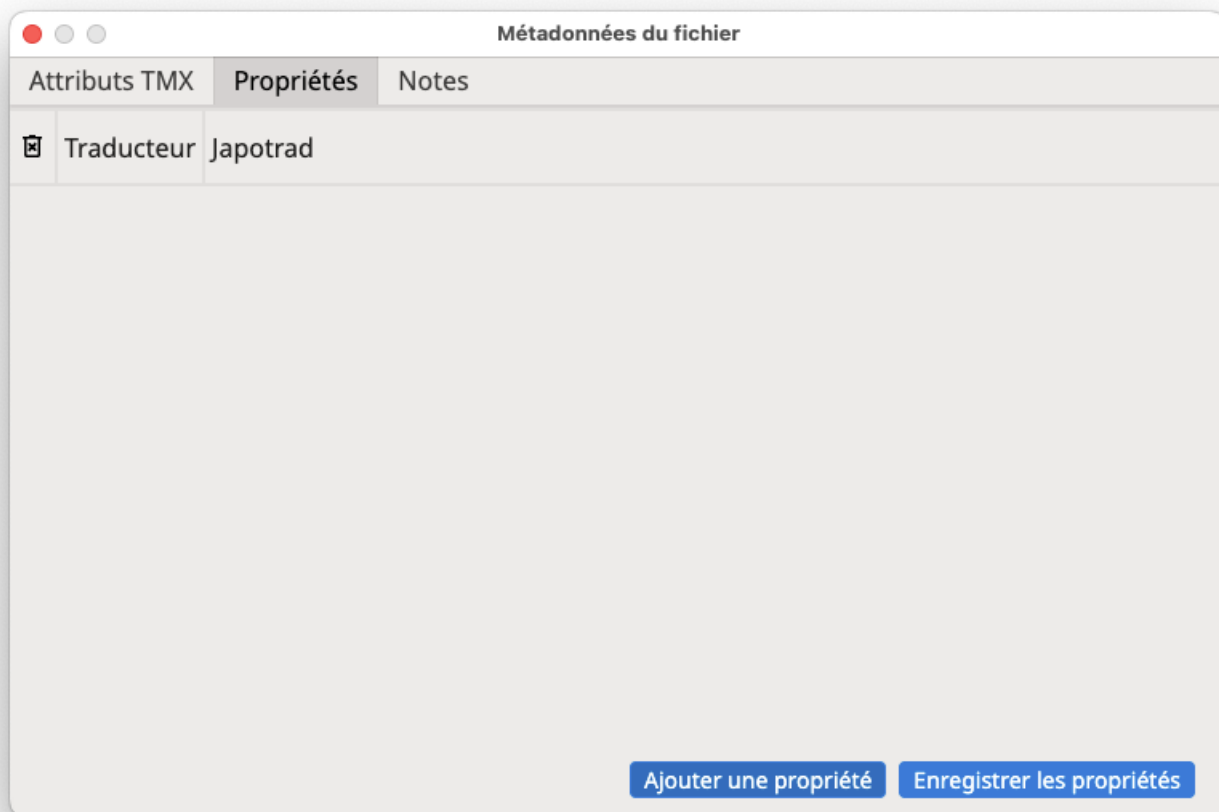 Métadonnées du fichier
Attributs TMX Propriétés Notes
Traducteur Japotrad
Ajouter une propriété Enregistrer les propriétés